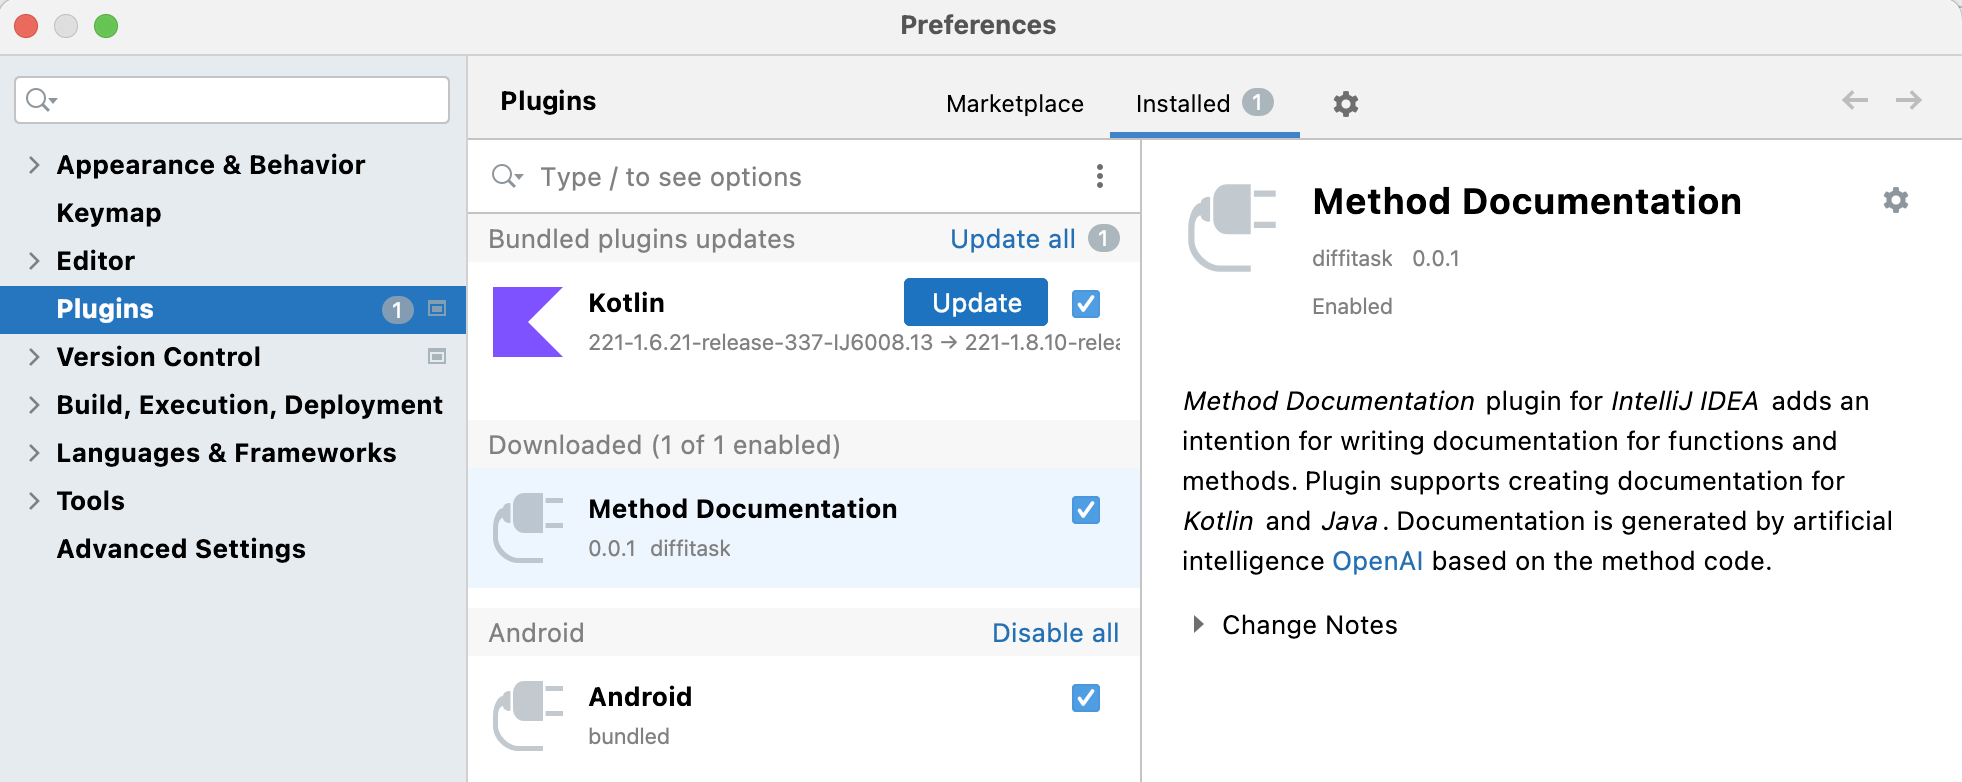 Preferences
Appearance & Behavior
Keymap
Editor
Plugins 1
Version Control
Build, Execution, Deployment
Languages & Frameworks
Tools
Advanced Settings
Plugins
Marketplace
Installed 1
Type / to see options
Bundled plugins updates Update all 1
Kotlin Update
221-1.6.21-release-337-IJ6008.13 → 221-1.8.10-relea
Downloaded (1 of 1 enabled)
Method Documentation
0.0.1 diffitask
Android Disable all
Android
bundled
Method Documentation
diffitask 0.0.1
Enabled
Method Documentation plugin for IntelliJ IDEA adds an
intention for writing documentation for functions and
methods. Plugin supports creating documentation for
Kotlin and Java. Documentation is generated by artificial
intelligence OpenAI based on the method code.
Change Notes